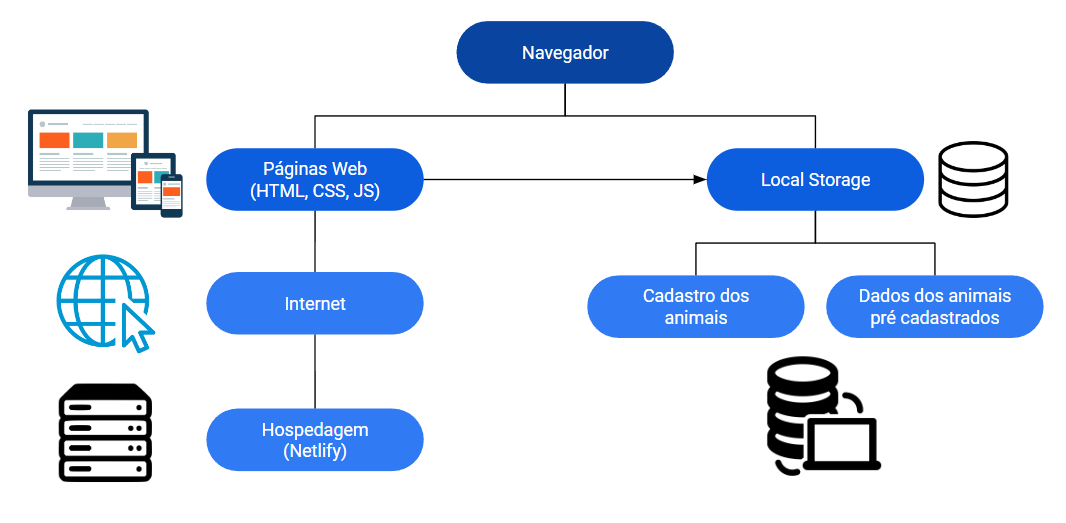 Navegador
Páginas Web
(HTML, CSS, JS)
Local Storage
Internet
Cadastro dos
animais
Dados dos animais
pré cadastrados
Hospedagem
(Netlify)